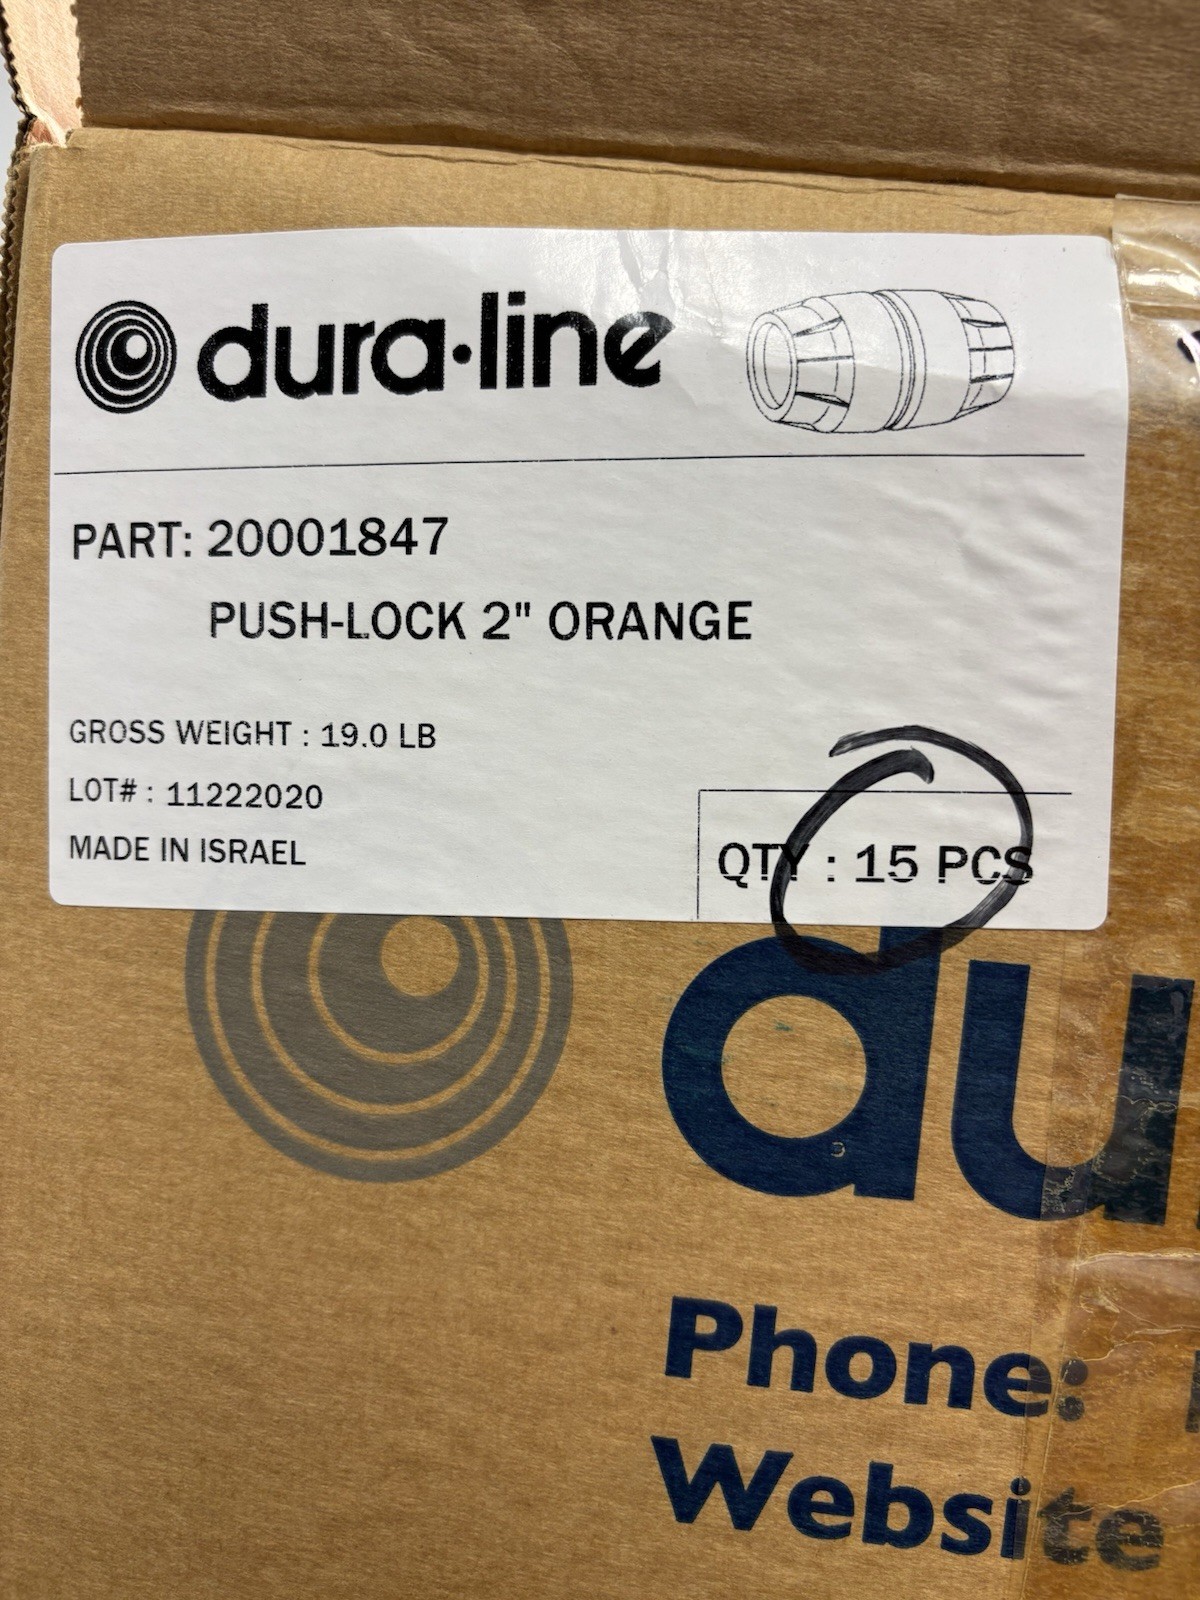 dura·line
PART: 20001847
PUSH-LOCK 2" ORANGE
GROSS WEIGHT : 19.0 LB
LOT# : 11222020
MADE IN ISRAEL
QTY : 15 PCS
du
Phone:
Website